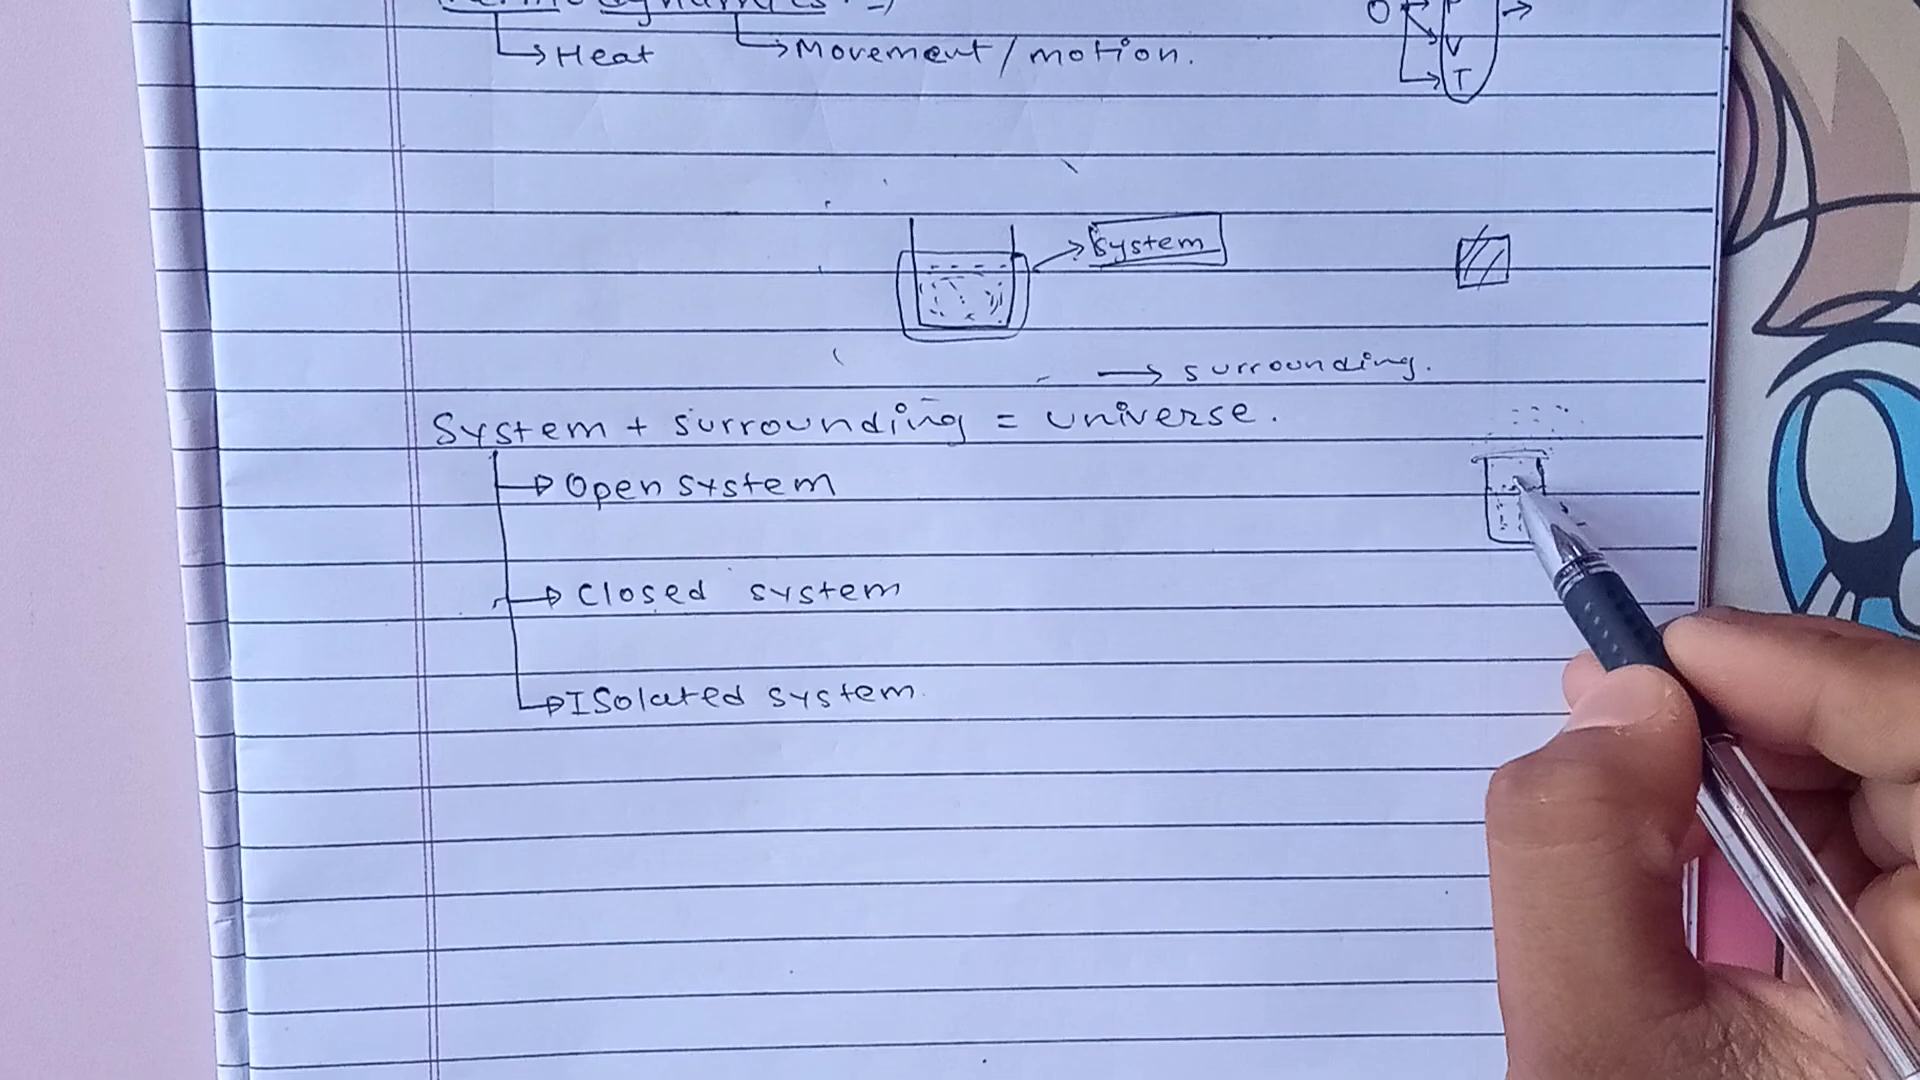 Q P
Heat Movement / motion. V
T
System
surrounding.
System + surrounding = universe.
Open system
Closed system
Isolated system